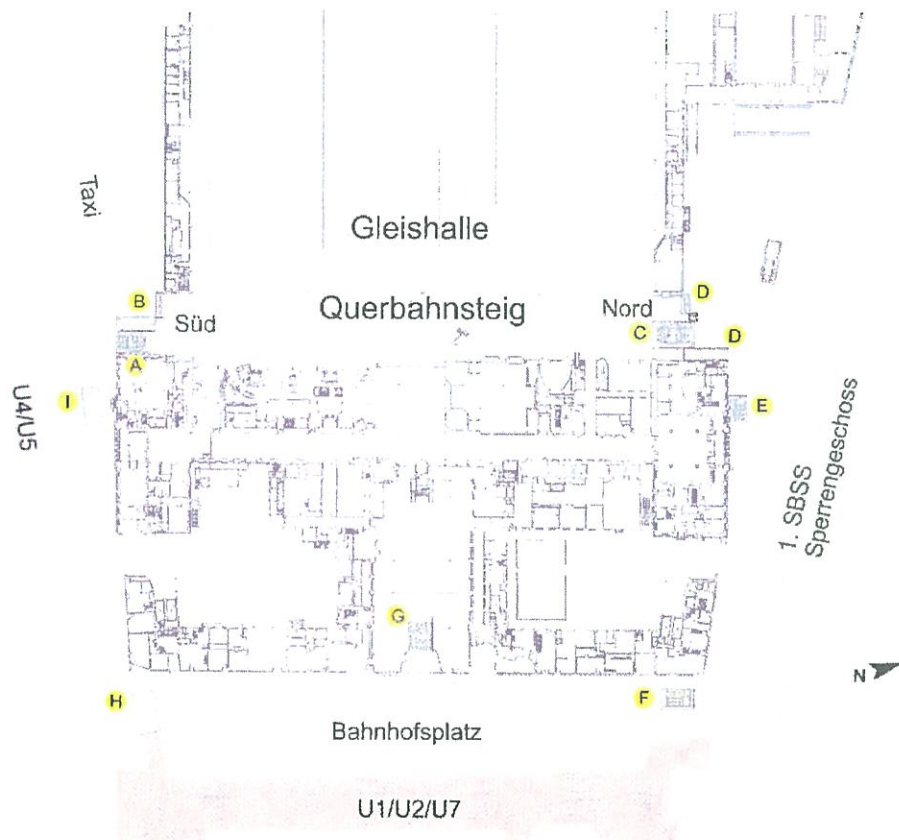 Taxi
Gleishalle
B
Süd
Querbahnsteig
Nord
D
C
D
A
I
U4/U5
E
1. SBSS
Sperrengeschoss
G
N
H
F
Bahnhofsplatz
U1/U2/U7